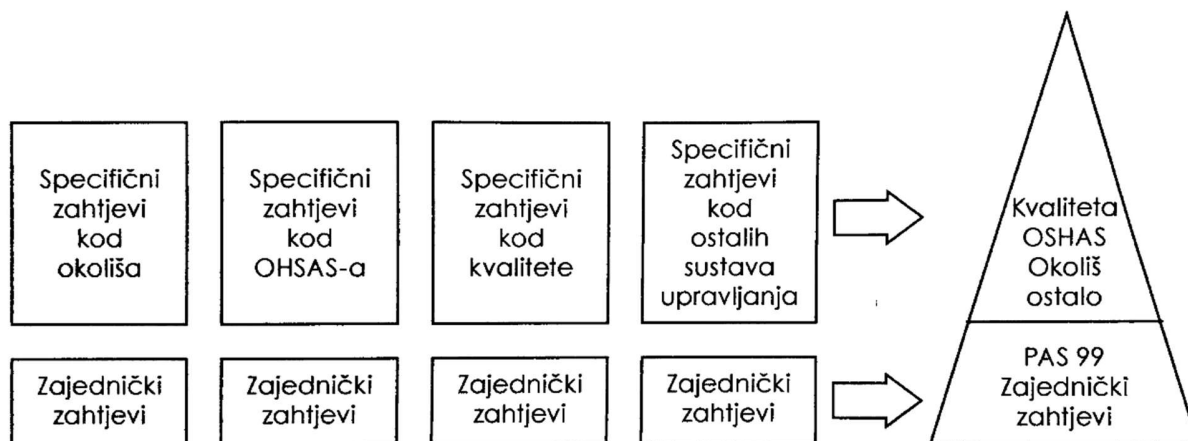 Specifični
zahtjevi
kod
okoliša
Specifični
zahtjevi
kod
OHSAS-a
Specifični
zahtjevi
kod
kvalitete
Specifični
zahtjevi
kod
ostalih
sustava
upravljanja
Kvaliteta
OSHAS
Okoliš
ostalo
Zajednički
zahtjevi
Zajednički
zahtjevi
Zajednički
zahtjevi
Zajednički
zahtjevi
PAS 99
Zajednički
zahtjevi